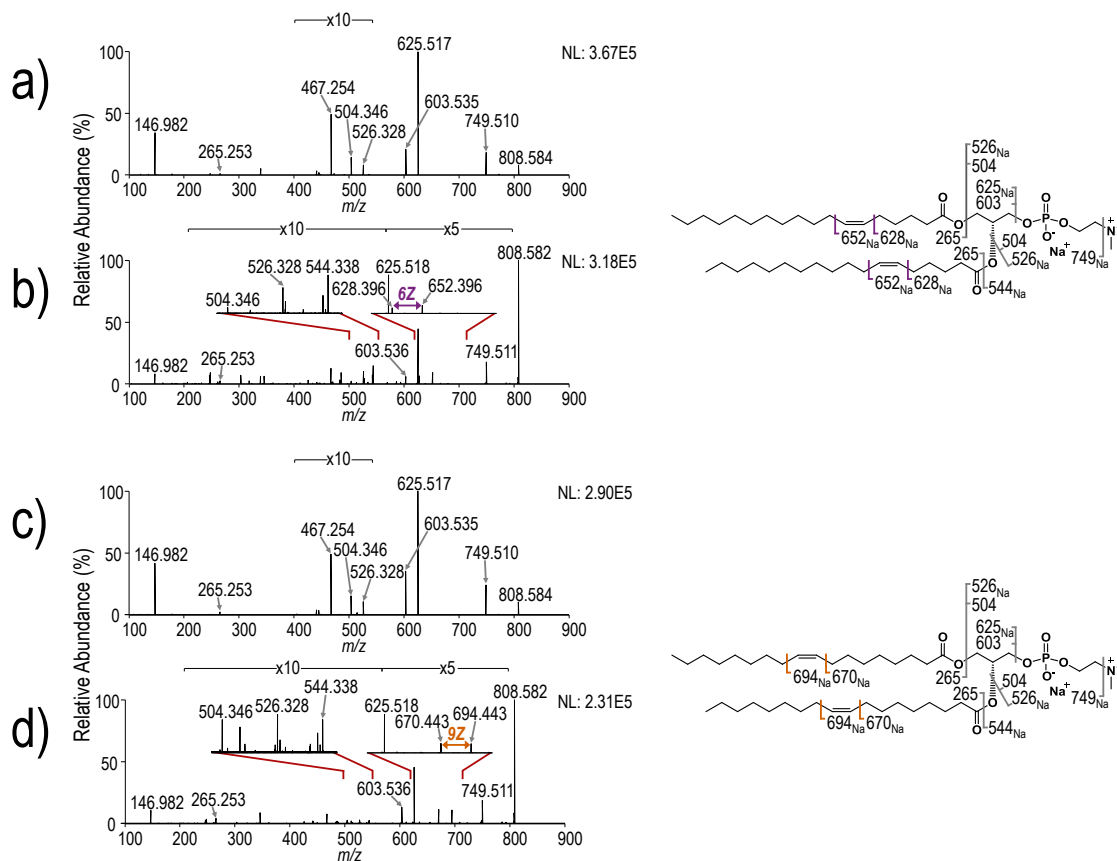 a)
x10
NL: 3.67E5
625.517
467.254
504.346
526.328
603.535
749.510
808.584
146.982
265.253
100
50
0
100 200 300 400 500 600 700 800 900
m/z
Relative Abundance (%)
b)
x10 x5
808.582
NL: 3.18E5
526.328 544.338 625.518
628.396 6Z 652.396
504.346
603.536
749.511
146.982
265.253
100
50
0
100 200 300 400 500 600 700 800 900
m/z
526Na
504
625Na
603
O
O
O
P
O
O-
Na+
N
+
749Na
652Na 628Na
265
504
526Na
265
O
O
544Na
652Na 628Na
c)
x10
NL: 2.90E5
625.517
467.254
504.346
526.328
603.535
749.510
808.584
146.982
265.253
100
50
0
100 200 300 400 500 600 700 800 900
m/z
Relative Abundance (%)
d)
x10 x5
808.582
NL: 2.31E5
544.338
504.346 526.328 625.518
670.443 694.443
9Z
603.536
749.511
146.982
265.253
100
50
0
100 200 300 400 500 600 700 800 900
m/z
526Na
504
625Na
603
O
O
O
P
O
O-
Na+
N
+
749Na
694Na 670Na
265
504
526Na
265
O
O
544Na
694Na 670Na